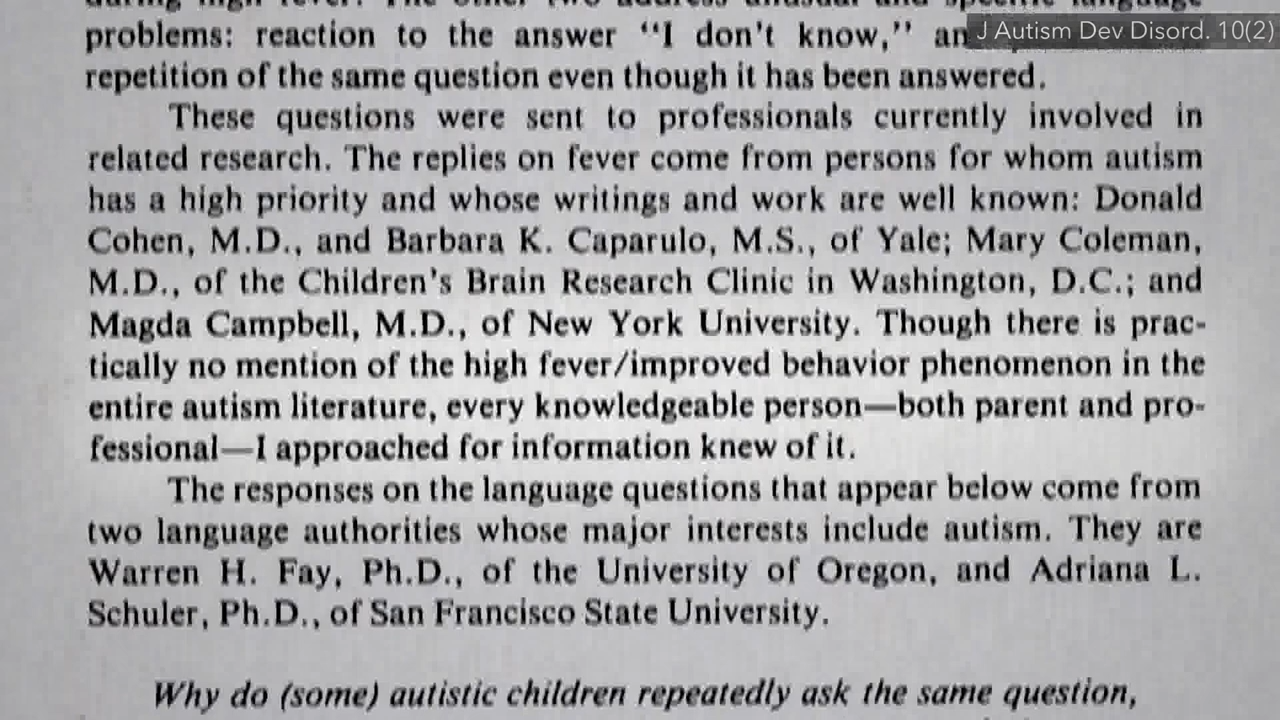 J Autism Dev Disord. 10(2)
problems: reaction to the answer "I don't know," an
repetition of the same question even though it has been answered.
These questions were sent to professionals currently involved in
related research. The replies on fever come from persons for whom autism
has a high priority and whose writings and work are well known: Donald
Cohen, M.D., and Barbara K. Caparulo, M.S., of Yale; Mary Coleman,
M.D., of the Children's Brain Research Clinic in Washington, D.C.; and
Magda Campbell, M.D., of New York University. Though there is prac-
tically no mention of the high fever/improved behavior phenomenon in the
entire autism literature, every knowledgeable person—both parent and pro-
fessional—I approached for information knew of it.
The responses on the language questions that appear below come from
two language authorities whose major interests include autism. They are
Warren H. Fay, Ph.D., of the University of Oregon, and Adriana L.
Schuler, Ph.D., of San Francisco State University.
Why do (some) autistic children repeatedly ask the same question,